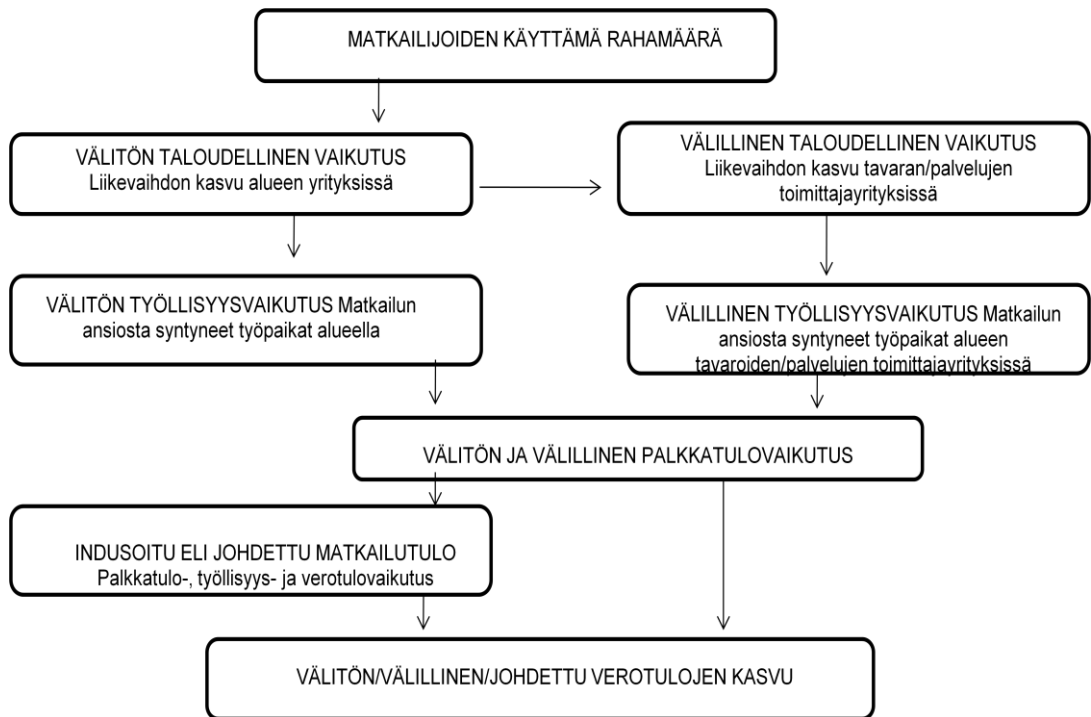 MATKAILIJOIDEN KÄYTTÄMÄ RAHAMÄÄRÄ
VÄLITÖN TALOUDELLINEN VAIKUTUS
Liikevaihdon kasvu alueen yrityksissä
VÄLILLINEN TALOUDELLINEN VAIKUTUS
Liikevaihdon kasvu tavaran/palvelujen
toimittajayrityksissä
VÄLITÖN TYÖLLISYYSVAIKUTUS Matkailun
ansiosta syntyneet työpaikat alueella
VÄLILLINEN TYÖLLISYYSVAIKUTUS Matkailun
ansiosta syntyneet työpaikat alueen
tavaroiden/palvelujen toimittajayrityksissä
VÄLITÖN JA VÄLILLINEN PALKKATULOVAIKUTUS
INDUSOITU ELI JOHDETTU MATKAILUTULO
Palkkatulo-, työllisyys- ja verotulovaikutus
VÄLITÖN/VÄLILLINEN/JOHDETTU VEROTULOJEN KASVU